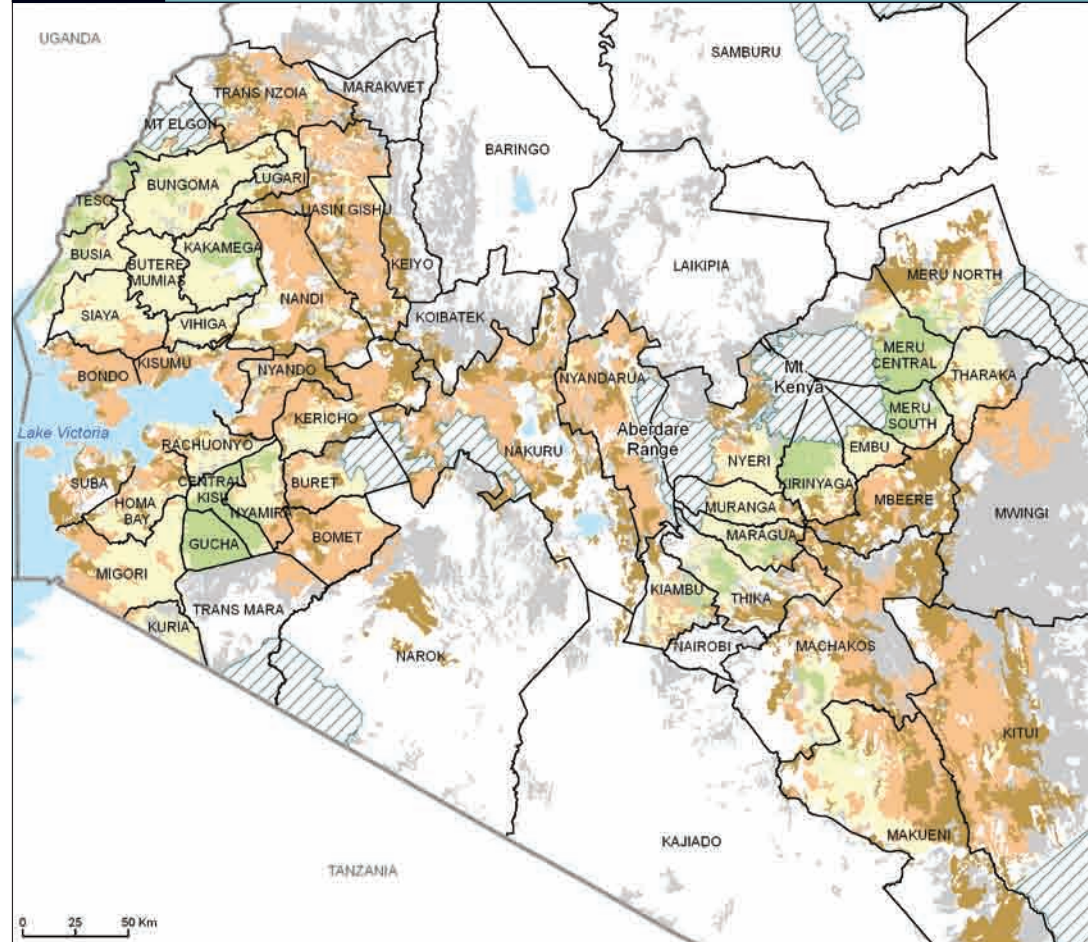 UGANDA
SAMBURU
TRANS NZOIA
MARAKWET
MT ELGON
BARINGO
BUNGOMA
LUGARI
TESO
UASIN GISHU
KAKAMEGA
BUSIA
BUTERE
MUMIAS
KEIYO
LAIKIPIA
MERU NORTH
SIAYA
NANDI
VIHIGA
KOIBATEK
KISUMU
BONDO
NYANDO
NYANDARUA
Mt.
Kenya
MERU
CENTRAL
THARAKA
KERICHO
MERU
SOUTH
Lake Victoria
RACHUONYO
Aberdare
Range
NAKURU
NYERI
EMBU
SUBA
CENTRAL
KISII
BURET
KIRINYAGA
HOMA
BAY
NYAMIRA
MURANGA
MBEERE
MWINGI
GUCHA
BOMET
MARAGUA
MIGORI
KIAMBU
THIKA
TRANS MARA
KURIA
NAIROBI
MACHAKOS
NAROK
KITUI
MAKUENI
KAJIADO
TANZANIA
0 25 50 Km